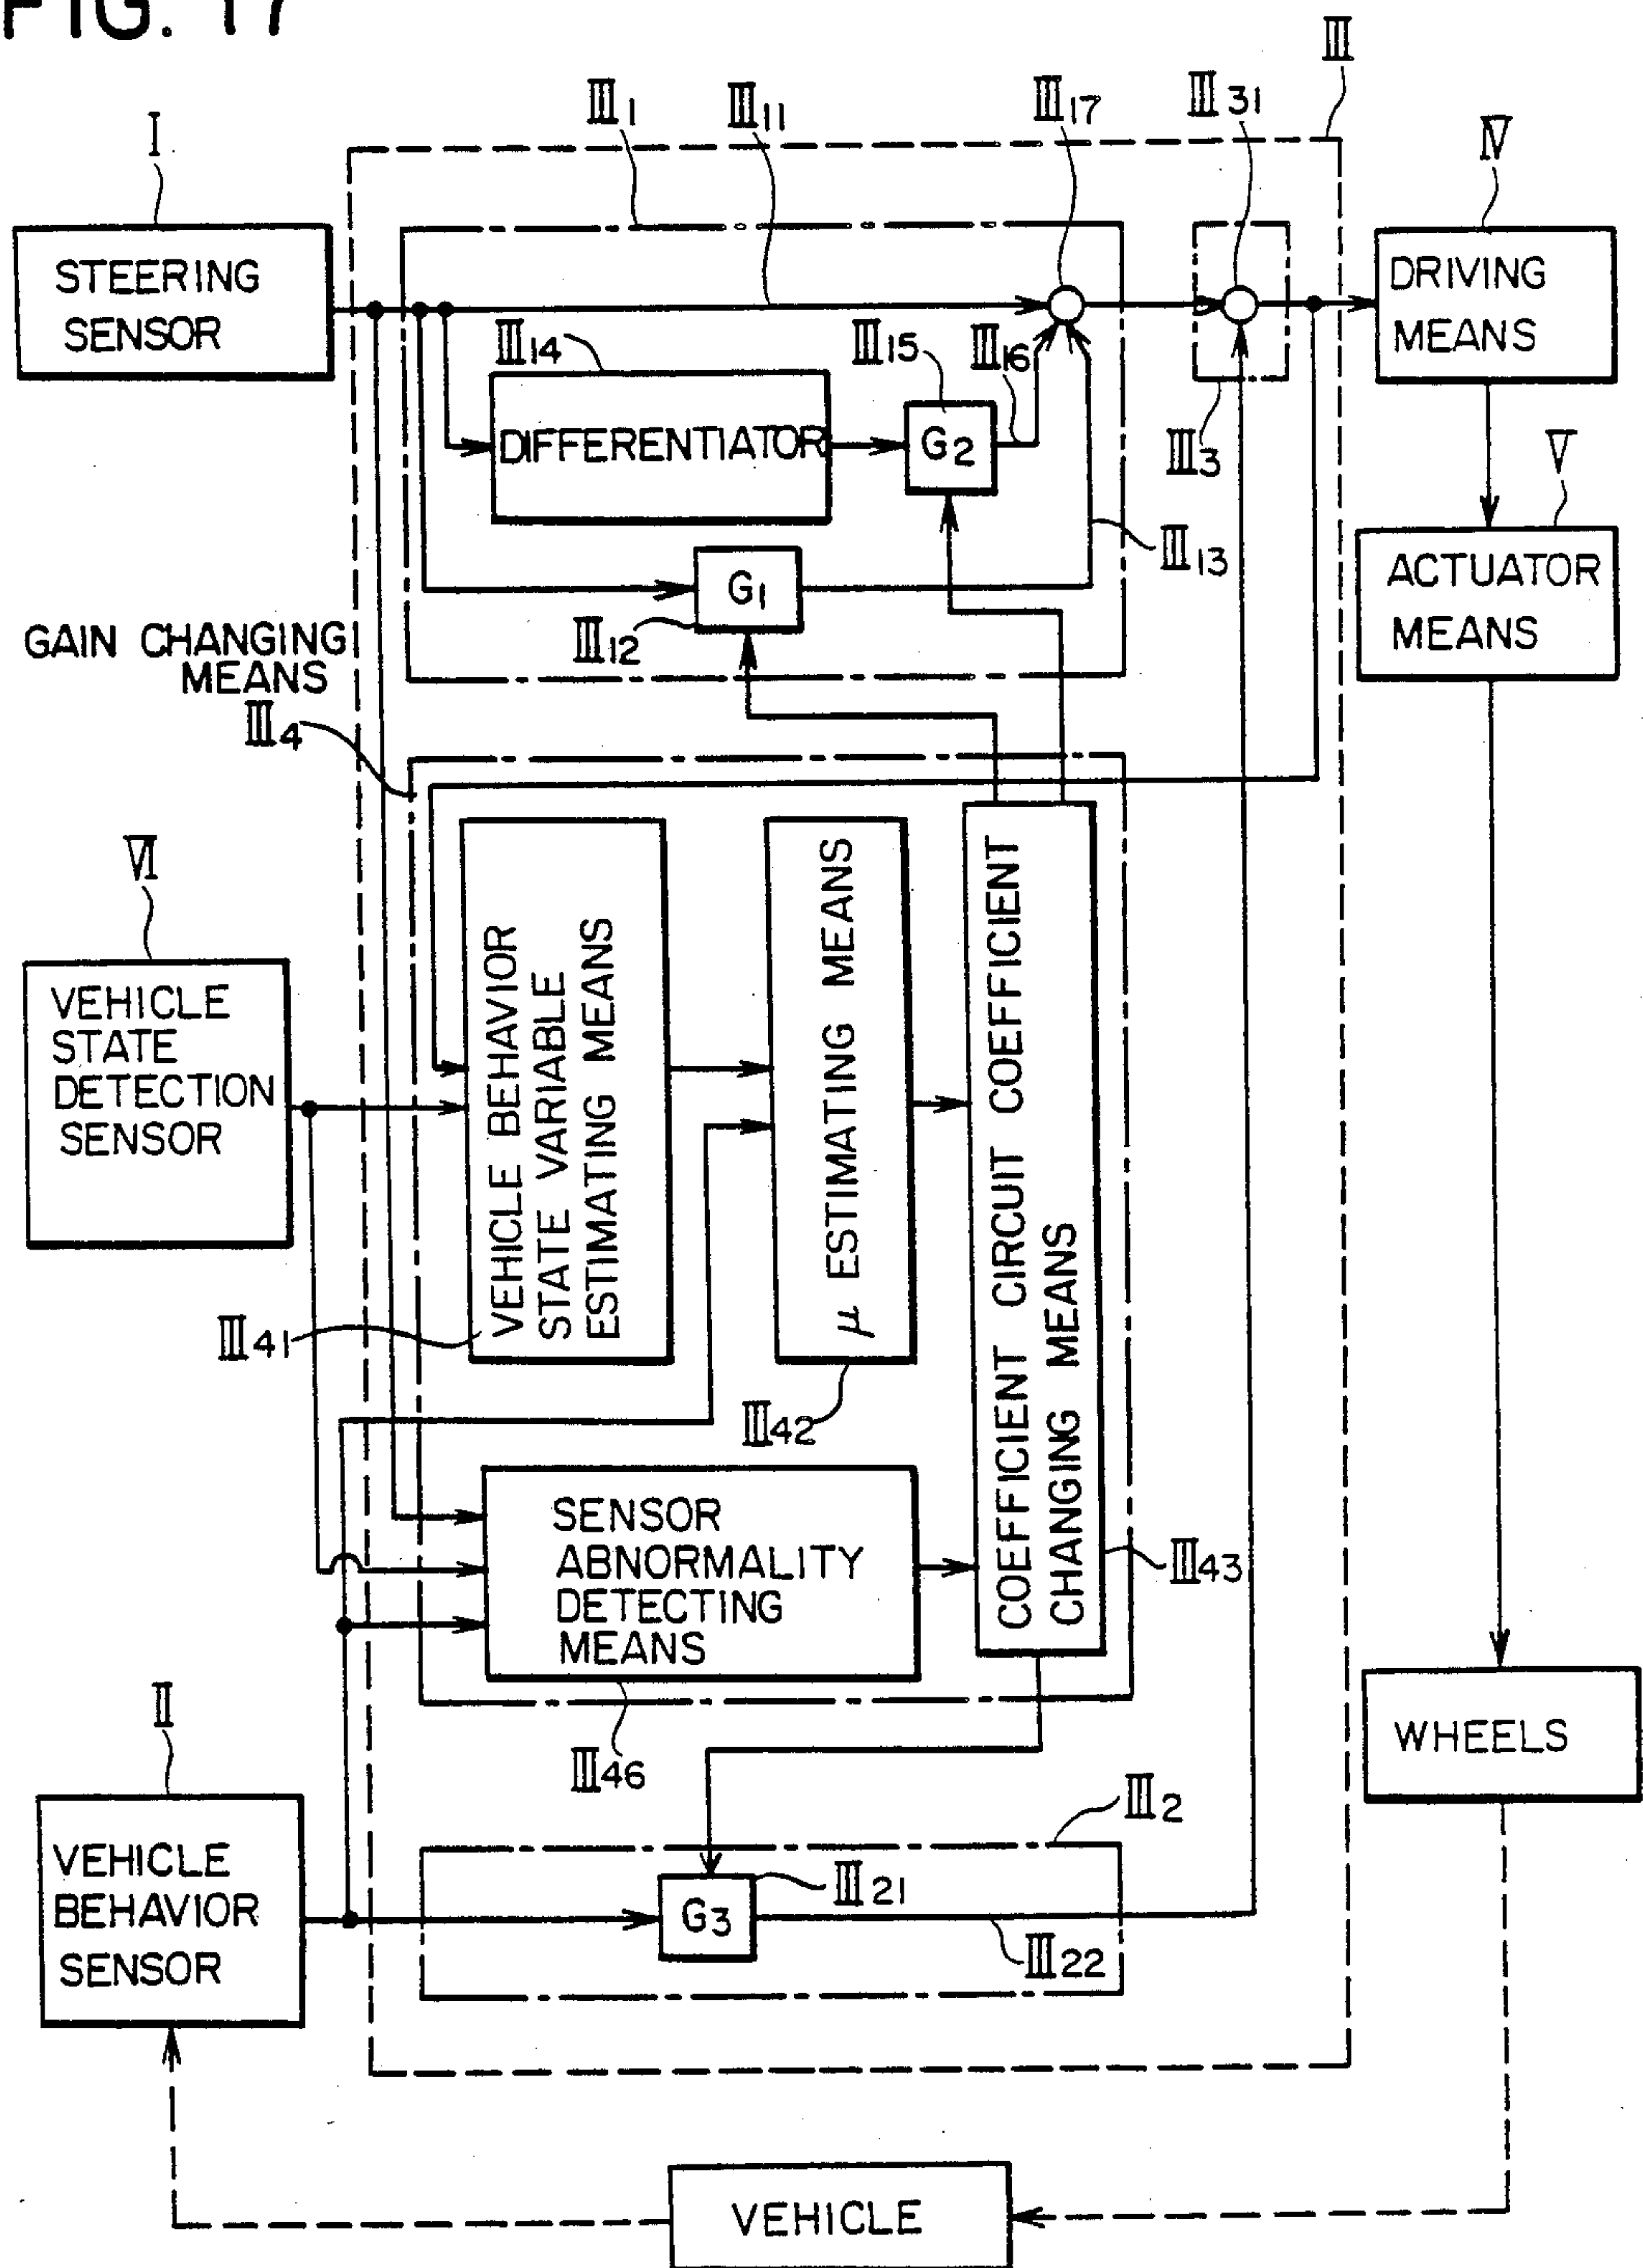 FIG. 17
III
III1
III11
III17
III31
I
IV
STEERING
SENSOR
DRIVING
MEANS
III14
III15
III16
DIFFERENTIATOR
G2
III3
V
III13
G1
III12
ACTUATOR
MEANS
GAIN CHANGING
MEANS
III4
VI
VEHICLE
STATE
DETECTION
SENSOR
VEHICLE BEHAVIOR
STATE VARIABLE
ESTIMATING MEANS
μ ESTIMATING MEANS
COEFFICIENT CIRCUIT COEFFICIENT
CHANGING MEANS
III41
III42
SENSOR
ABNORMALITY
DETECTING
MEANS
III43
III46
II
WHEELS
III2
VEHICLE
BEHAVIOR
SENSOR
G3
III21
III22
VEHICLE